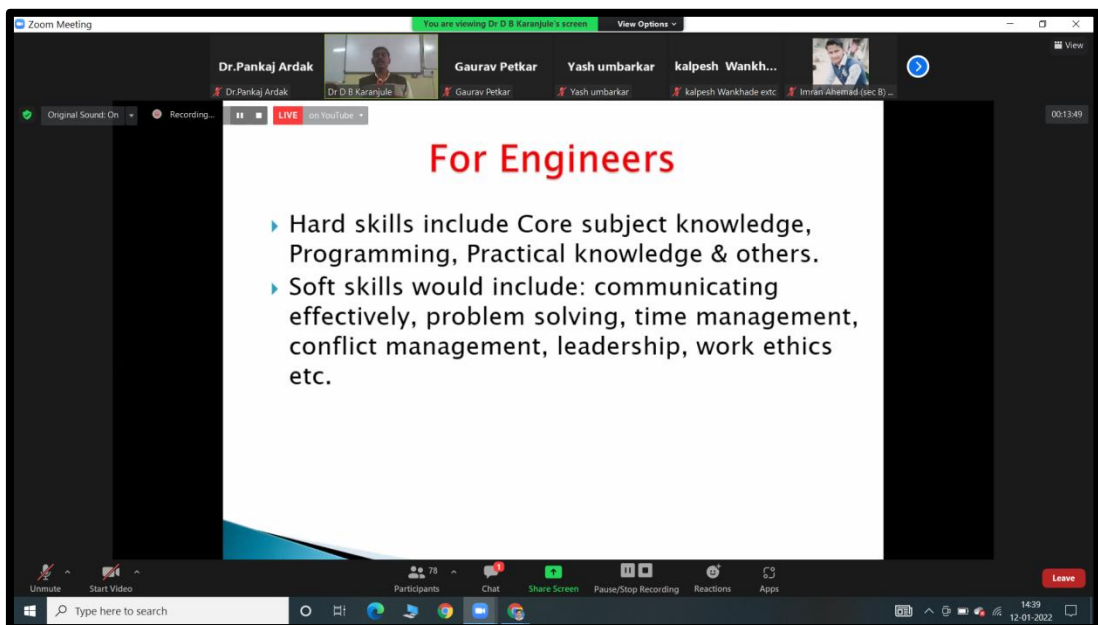 Zoom Meeting
You are viewing Dr D B Karanjule's screen
View Options
View
Dr.Pankaj Ardak
Gaurav Petkar
Yash umbarkar
kalpesh Wankh...
Dr.Pankaj Ardak
Dr D B Karanjule
Gaurav Petkar
Yash umbarkar
kalpesh Wankhade extc
Imran Ahemad (sec B) ...
Original Sound: On
Recording...
LIVE on YouTube
00:13:49
For Engineers
Hard skills include Core subject knowledge,
Programming, Practical knowledge & others.
Soft skills would include: communicating
effectively, problem solving, time management,
conflict management, leadership, work ethics
etc.
Unmute
Start Video
78
Participants
1
Chat
Share Screen
Pause/Stop Recording
Reactions
Apps
Leave
Type here to search
14:39
12-01-2022